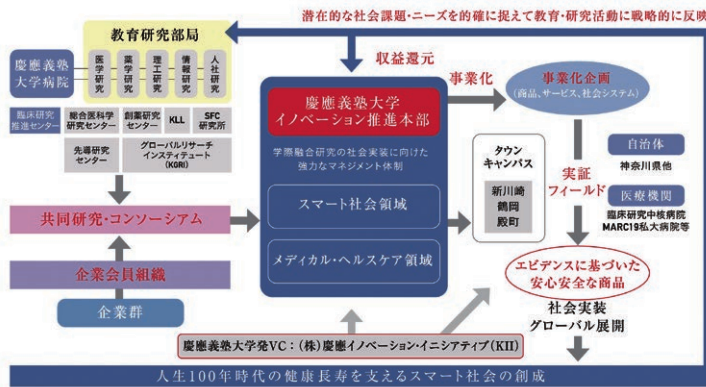 潜在的な社会課題・ニーズを的確に捉えて教育・研究活動に戦略的に反映
教育研究部局
慶應義塾
大学病院
医学研究
薬学研究
理工研究
情報研究
人社研究
臨床研究
推進センター
総合医科学
研究センター
創薬研究
センター
KLL
SFC
研究所
先導研究
センター
グローバルリサーチ
インスティテュート
(KGRI)
共同研究・コンソーシアム
企業会員組織
企業群
収益還元
事業化
慶應義塾大学
イノベーション推進本部
学際融合研究の社会実装に向けた
強力なマネジメント体制
スマート社会領域
メディカル・ヘルスケア領域
タウン
キャンパス
新川崎
鶴岡
殿町
事業化企画
(商品、サービス、社会システム)
実証
フィールド
自治体
神奈川県他
医療機関
臨床研究中核病院
MARC19私大病院等
エビデンスに基づいた
安心安全な商品
社会実装
グローバル展開
慶應義塾大学発VC:(株)慶應イノベーション・イニシアティブ(KII)
人生100年時代の健康長寿を支えるスマート社会の創成